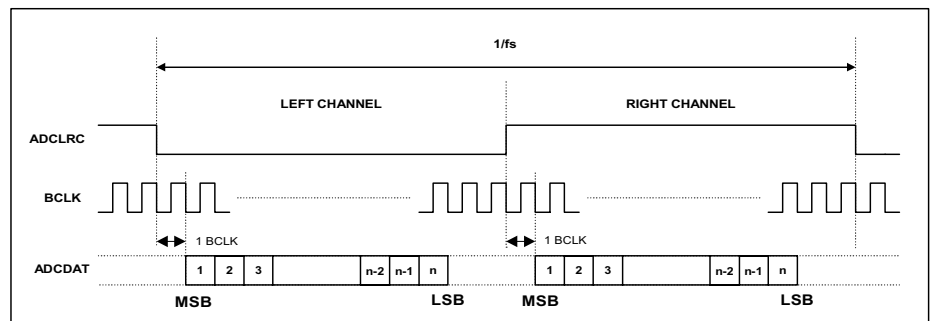 1/fs
LEFT CHANNEL RIGHT CHANNEL
ADCLRC
BCLK
1 BCLK 1 BCLK
ADCDAT 1 2 3 n-2 n-1 n 1 2 3 n-2 n-1 n
MSB LSB MSB LSB